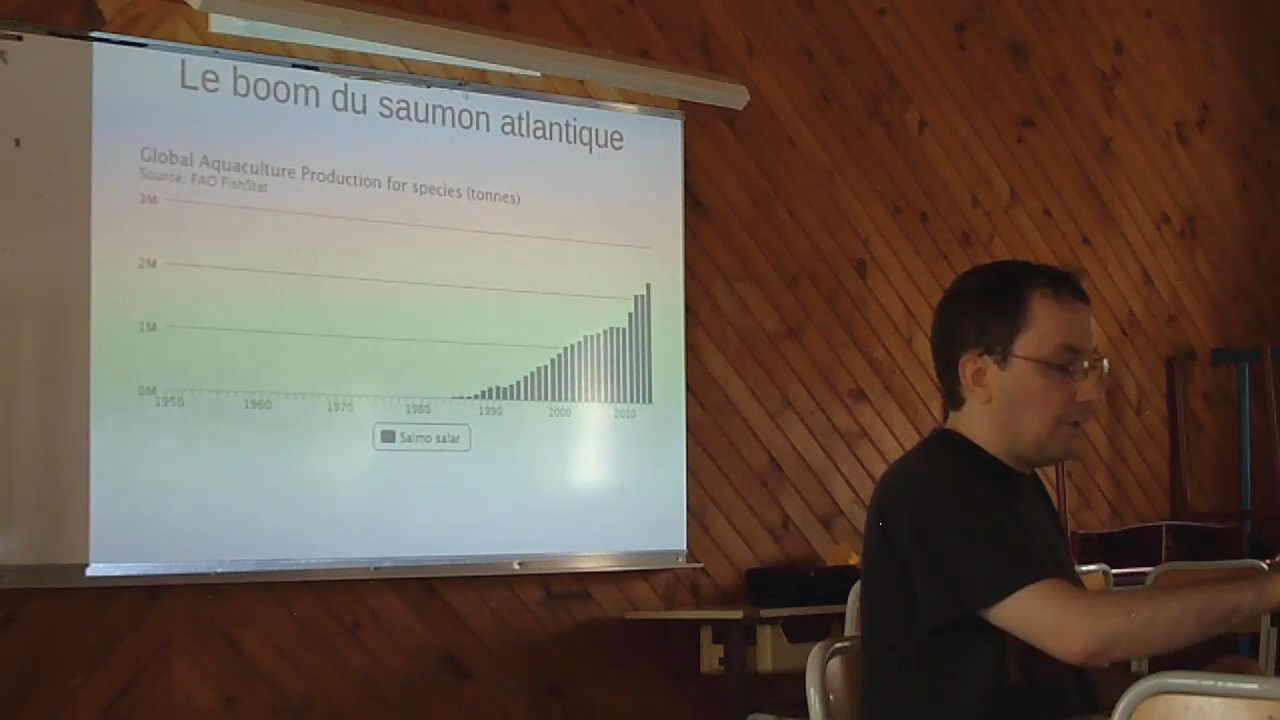 Le boom du saumon atlantique
Global Aquaculture Production for species (tonnes)
Source: FAO FishStat
3M
2M
1M
0M
1950 1960 1970 1980 1990 2000 2010
Salmo salar